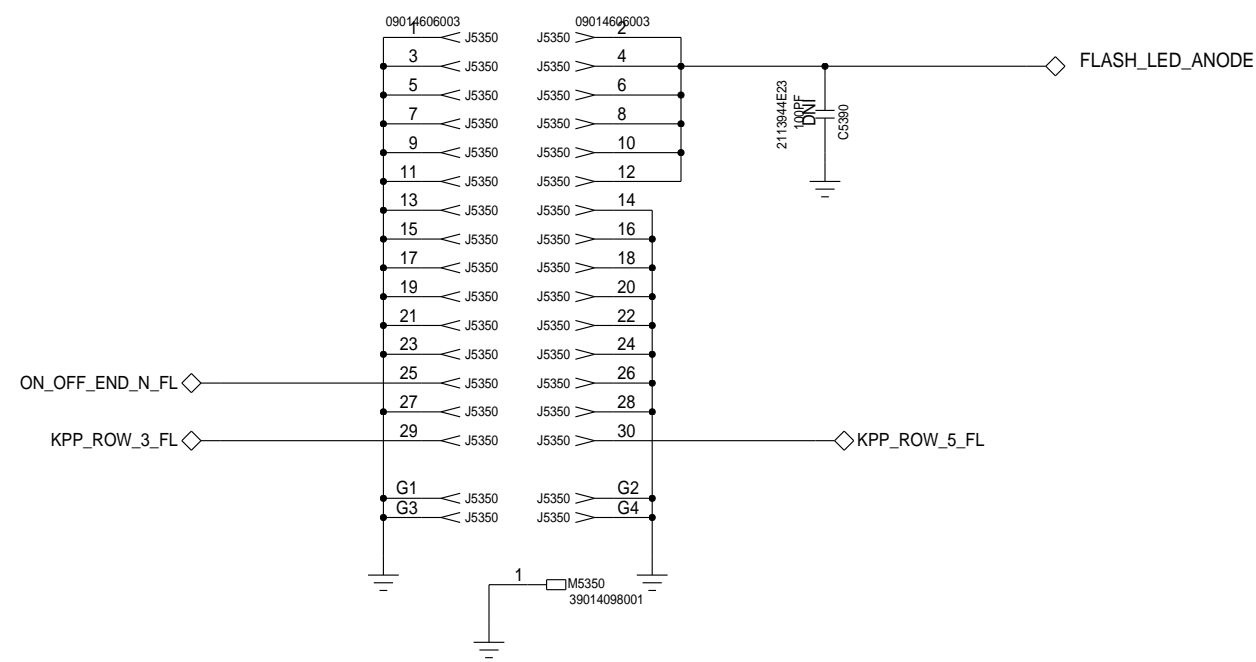 09014606003 09014606003
1 J5350 J5350 2
3 J5350 J5350 4 FLASH_LED_ANODE
5 J5350 J5350 6
7 J5350 J5350 8
9 J5350 J5350 10
11 J5350 J5350 12
2113944E23
100PF
DNI
C5390
13 J5350 J5350 14
15 J5350 J5350 16
17 J5350 J5350 18
19 J5350 J5350 20
21 J5350 J5350 22
23 J5350 J5350 24
ON_OFF_END_N_FL 25 J5350 J5350 26
27 J5350 J5350 28
KPP_ROW_3_FL 29 J5350 J5350 30 KPP_ROW_5_FL
G1 J5350 J5350 G2
G3 J5350 J5350 G4
1 M5350
39014098001